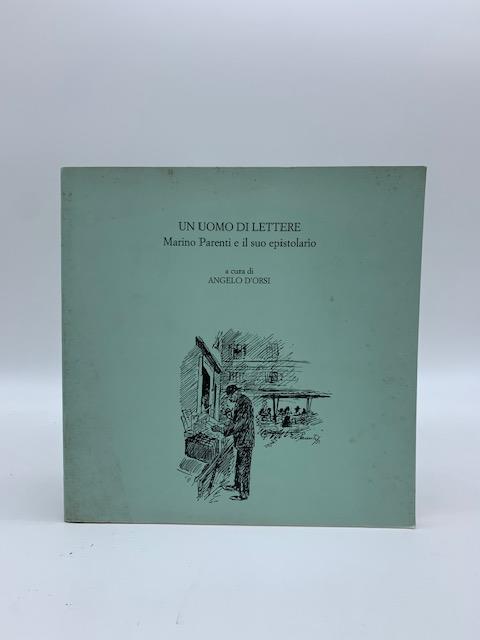 UN UOMO DI LETTERE
Marino Parenti e il suo epistolario
a cura di
ANGELO D'ORSI